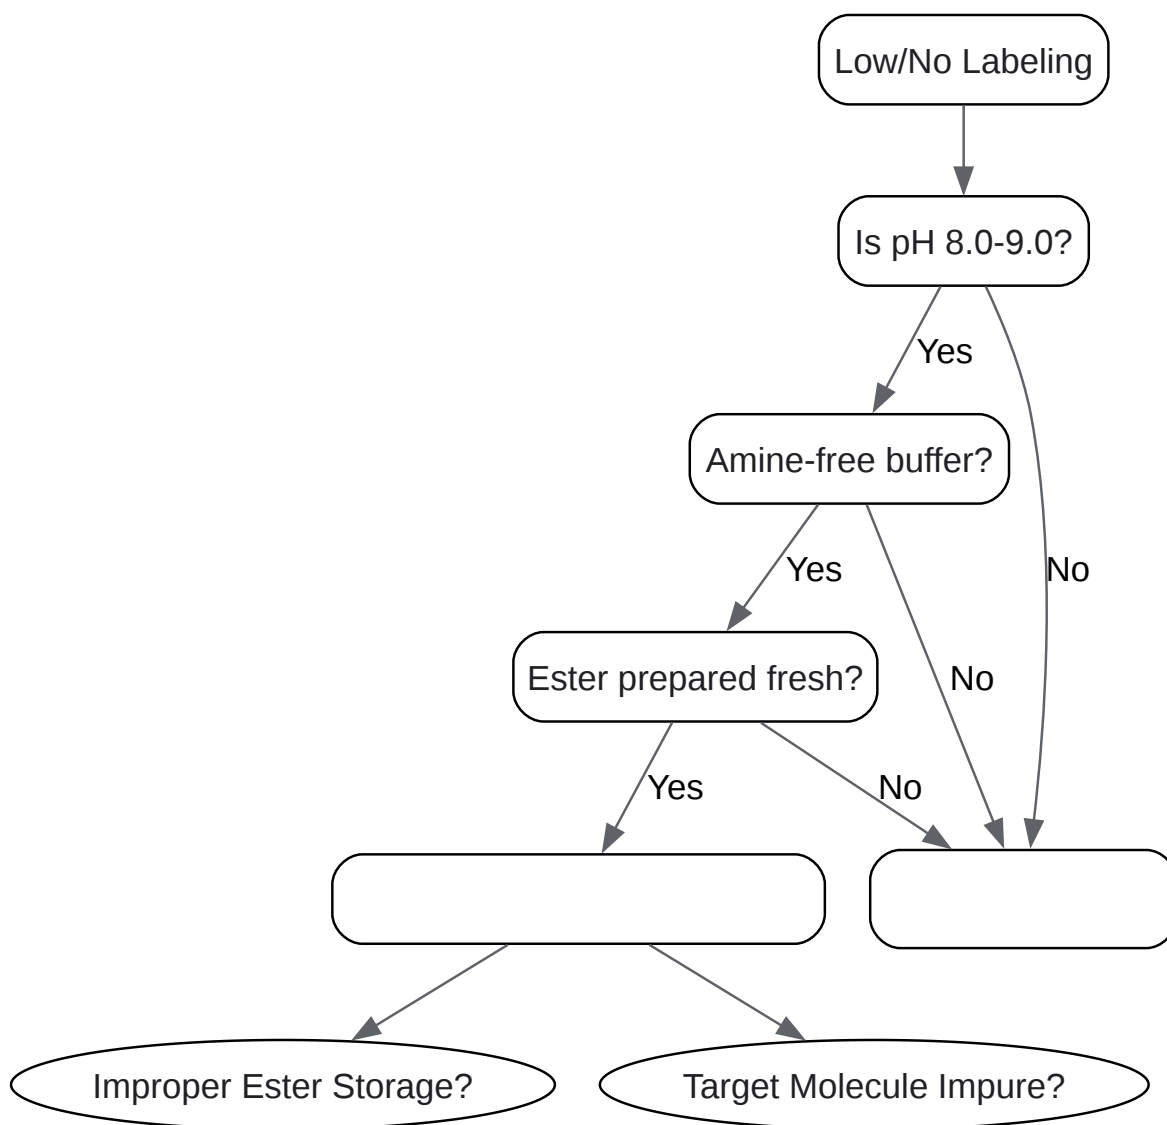 Low/No Labeling
Is pH 8.0-9.0?
Yes
Amine-free buffer?
Yes
No
Ester prepared fresh?
No
Yes
No
Improper Ester Storage?
Target Molecule Impure?